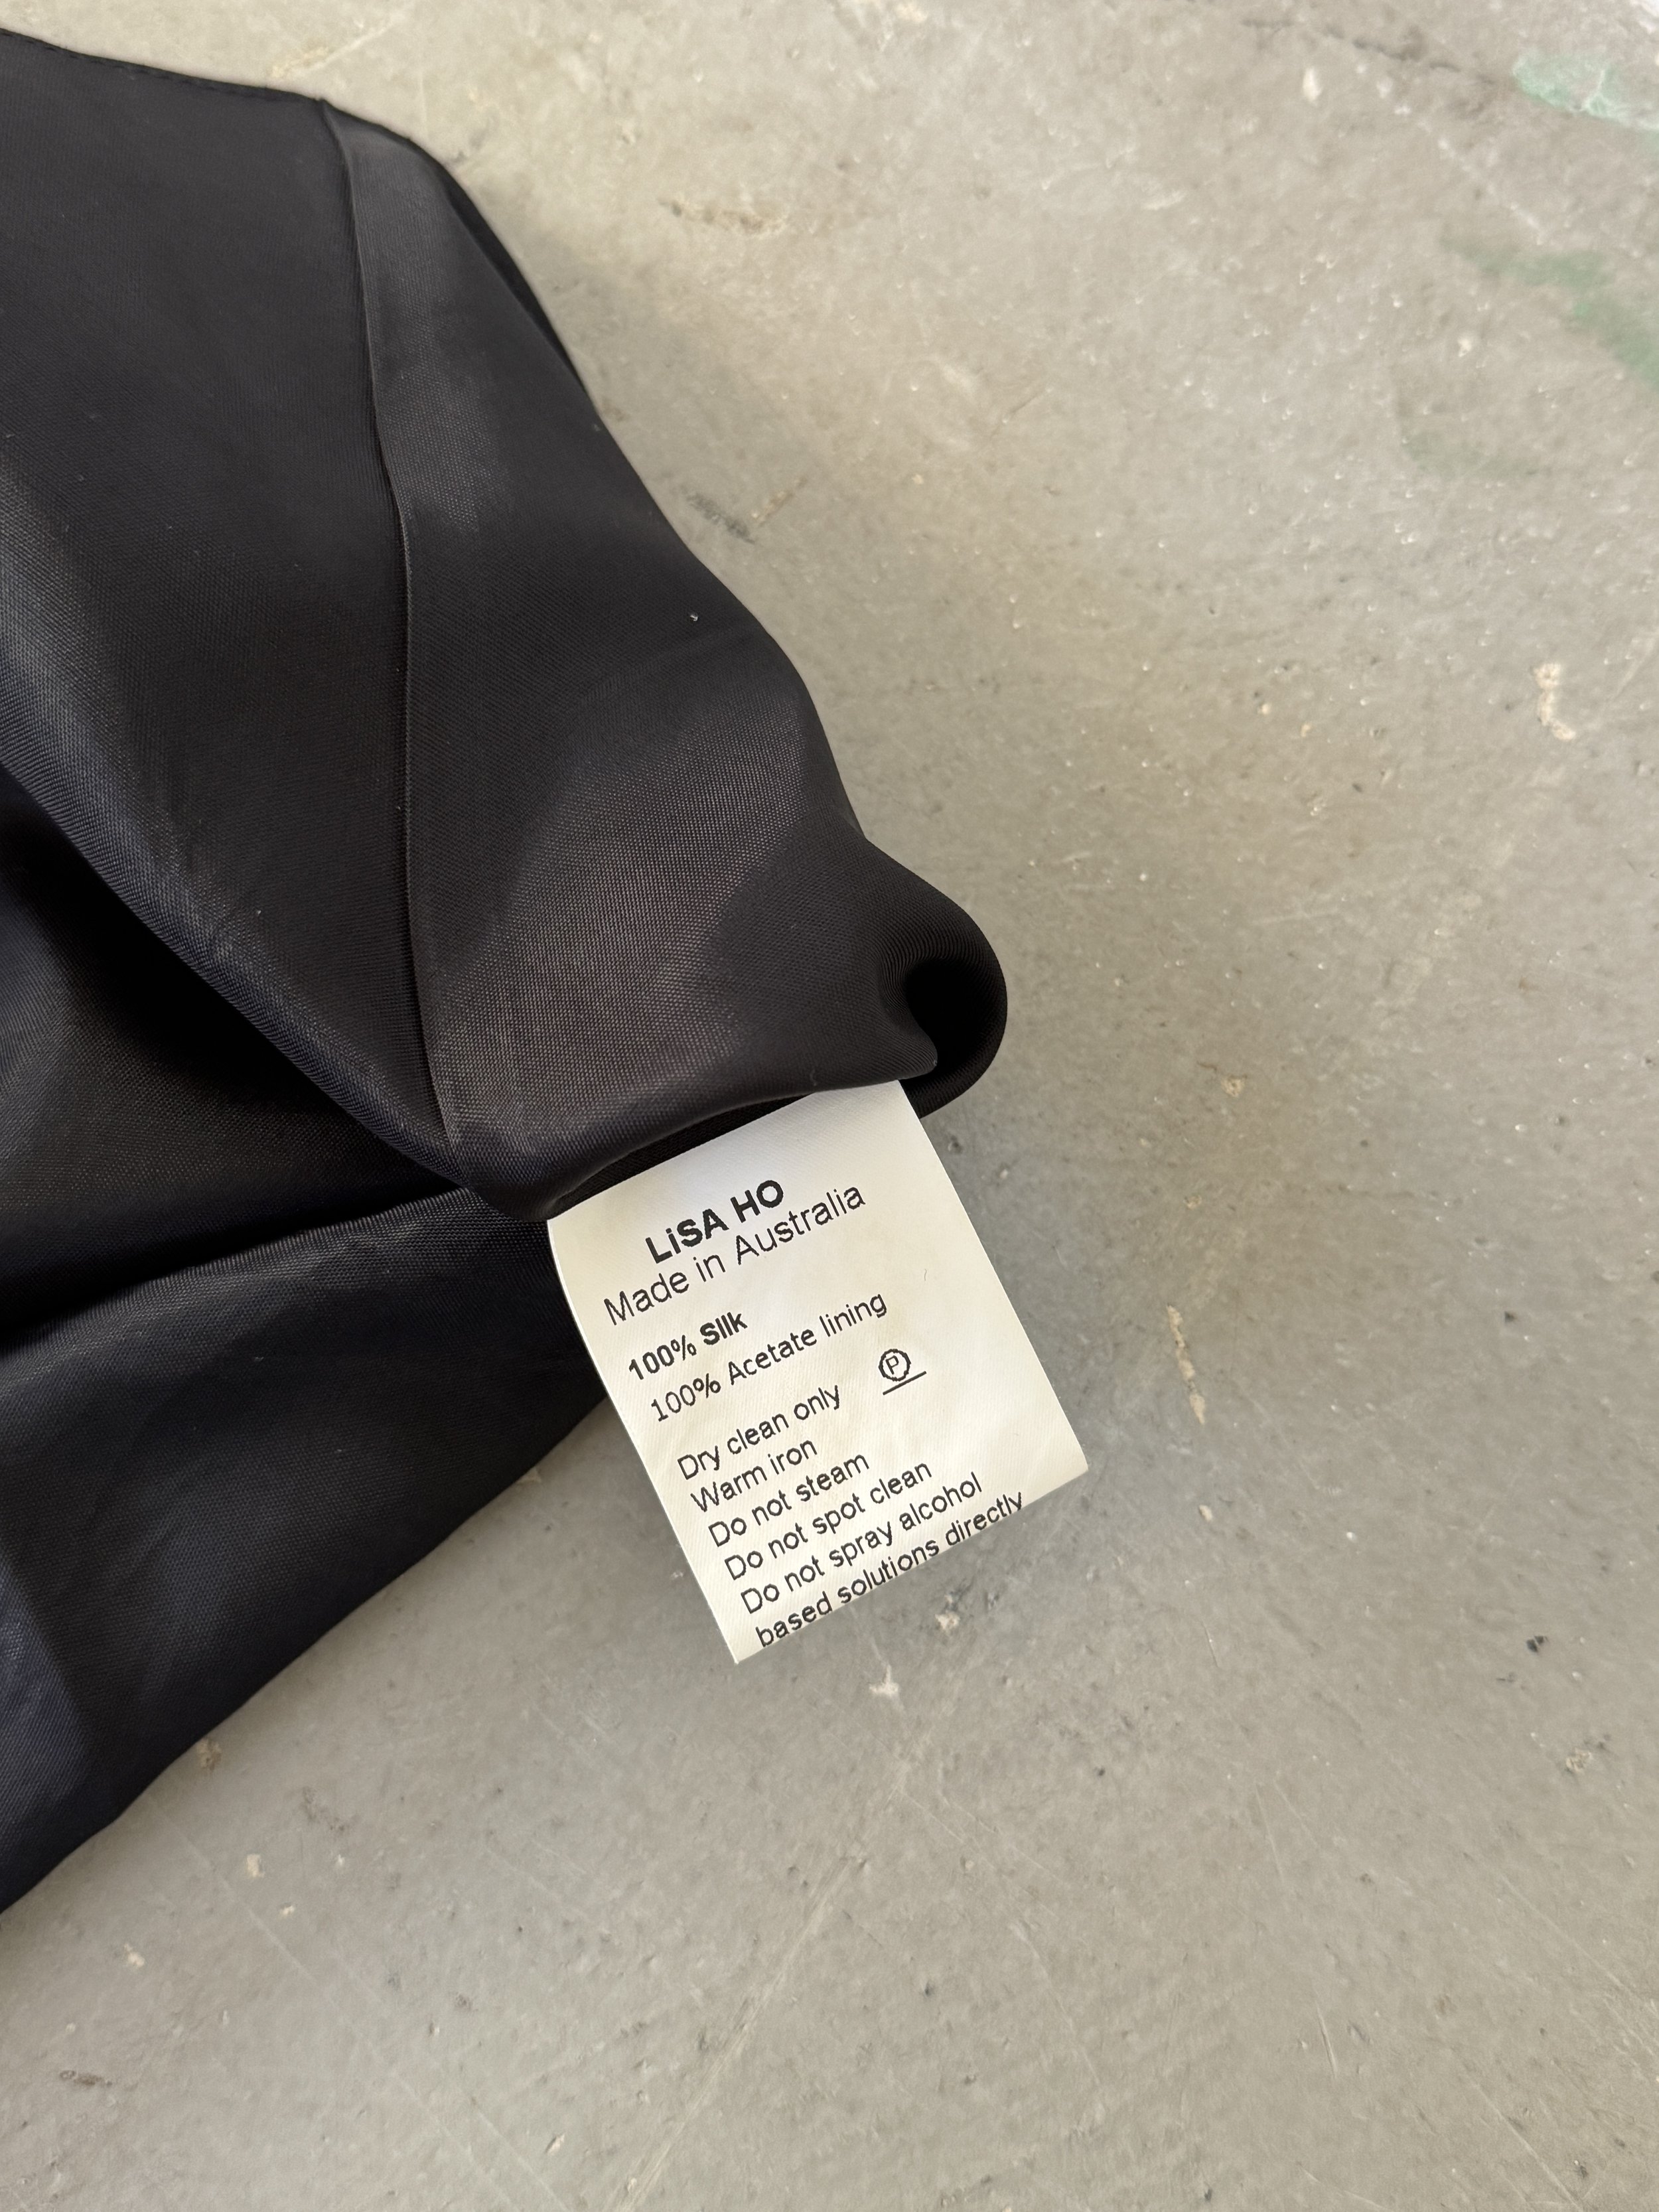 LiSA HO
Made in Australia
100% Silk
100% Acetate lining
P
Dry clean only
Warm iron
Do not steam
Do not spot clean
Do not spray alcohol
based solutions directly